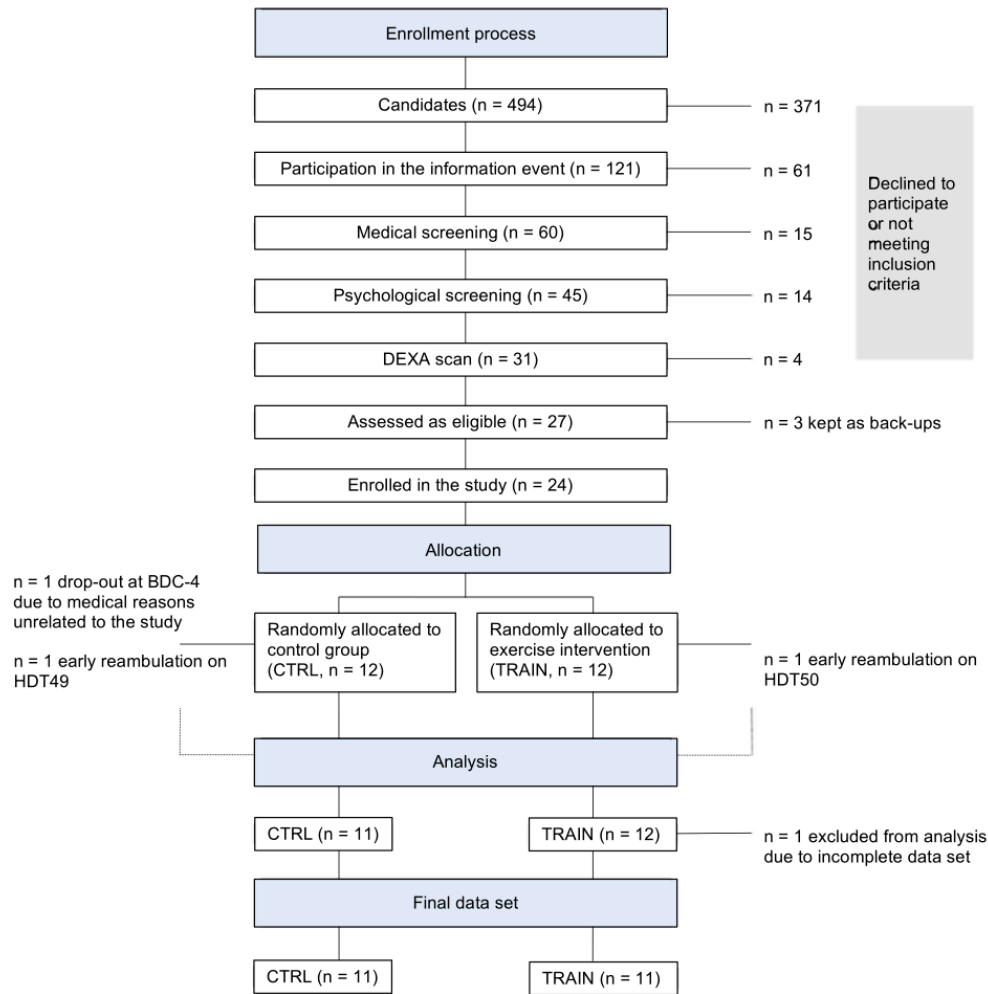 Enrollment process
Candidates (n = 494)
n = 371
Participation in the information event (n = 121)
n = 61
Declined to
participate
or not
meeting
inclusion
criteria
Medical screening (n = 60)
n = 15
Psychological screening (n = 45)
n = 14
DEXA scan (n = 31)
n = 4
Assessed as eligible (n = 27)
n = 3 kept as back-ups
Enrolled in the study (n = 24)
Allocation
n = 1 drop-out at BDC-4
due to medical reasons
unrelated to the study
n = 1 early reambulation on
HDT49
Randomly allocated to
control group
(CTRL, n = 12)
Randomly allocated to
exercise intervention
(TRAIN, n = 12)
n = 1 early reambulation on
HDT50
Analysis
CTRL (n = 11)
TRAIN (n = 12)
n = 1 excluded from analysis
due to incomplete data set
Final data set
CTRL (n = 11)
TRAIN (n = 11)